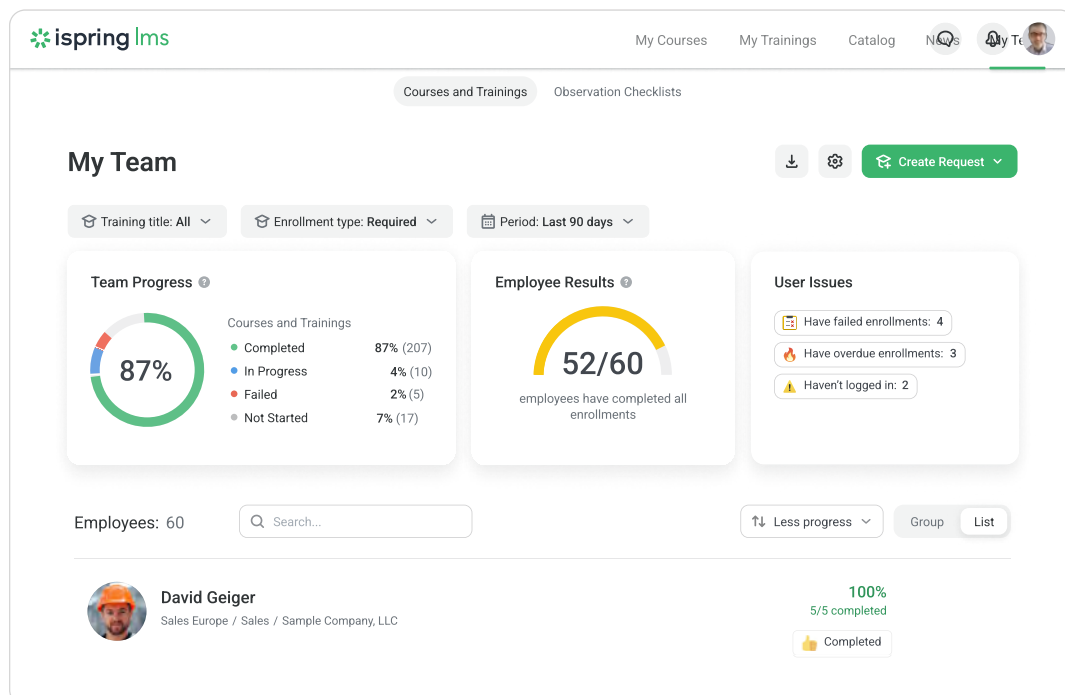 ispring lms
My Courses My Trainings Catalog News My Te
Courses and Trainings Observation Checklists
My Team
Create Request
Training title: All Enrollment type: Required Period: Last 90 days
Team Progress ?
87%
Courses and Trainings
Completed 87% (207)
In Progress 4% (10)
Failed 2% (5)
Not Started 7% (17)
Employee Results ?
52/60
employees have completed all
enrollments
User Issues
Have failed enrollments: 4
Have overdue enrollments: 3
Haven't logged in: 2
Employees: 60 Search... Less progress Group List
David Geiger
Sales Europe / Sales / Sample Company, LLC
100%
5/5 completed
Completed